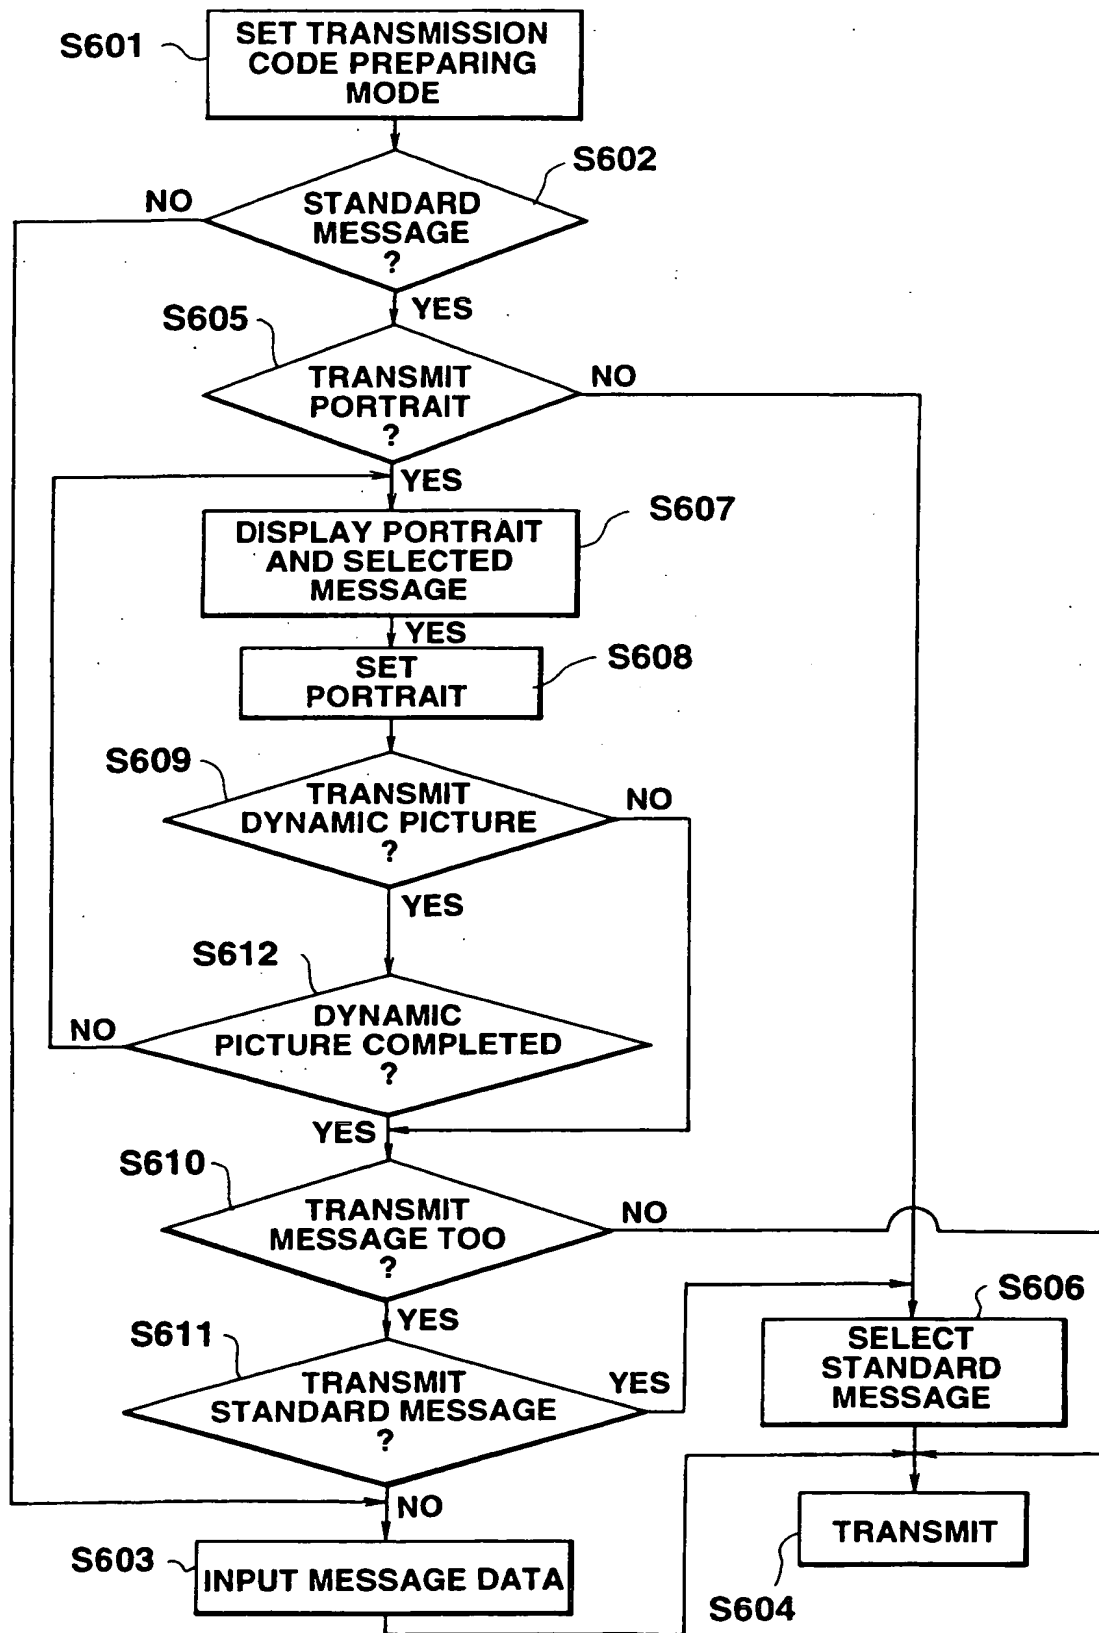 S601
SET TRANSMISSION
CODE PREPARING
MODE
S602
NO
STANDARD
MESSAGE
?
YES
S605
TRANSMIT
PORTRAIT
?
NO
YES
S607
DISPLAY PORTRAIT
AND SELECTED
MESSAGE
YES
S608
SET
PORTRAIT
S609
TRANSMIT
DYNAMIC PICTURE
?
NO
YES
S612
DYNAMIC
PICTURE COMPLETED
?
NO
YES
S610
TRANSMIT
MESSAGE TOO
?
NO
YES
S606
SELECT
STANDARD
MESSAGE
S611
TRANSMIT
STANDARD MESSAGE
?
YES
NO
S603
INPUT MESSAGE DATA
TRANSMIT
S604